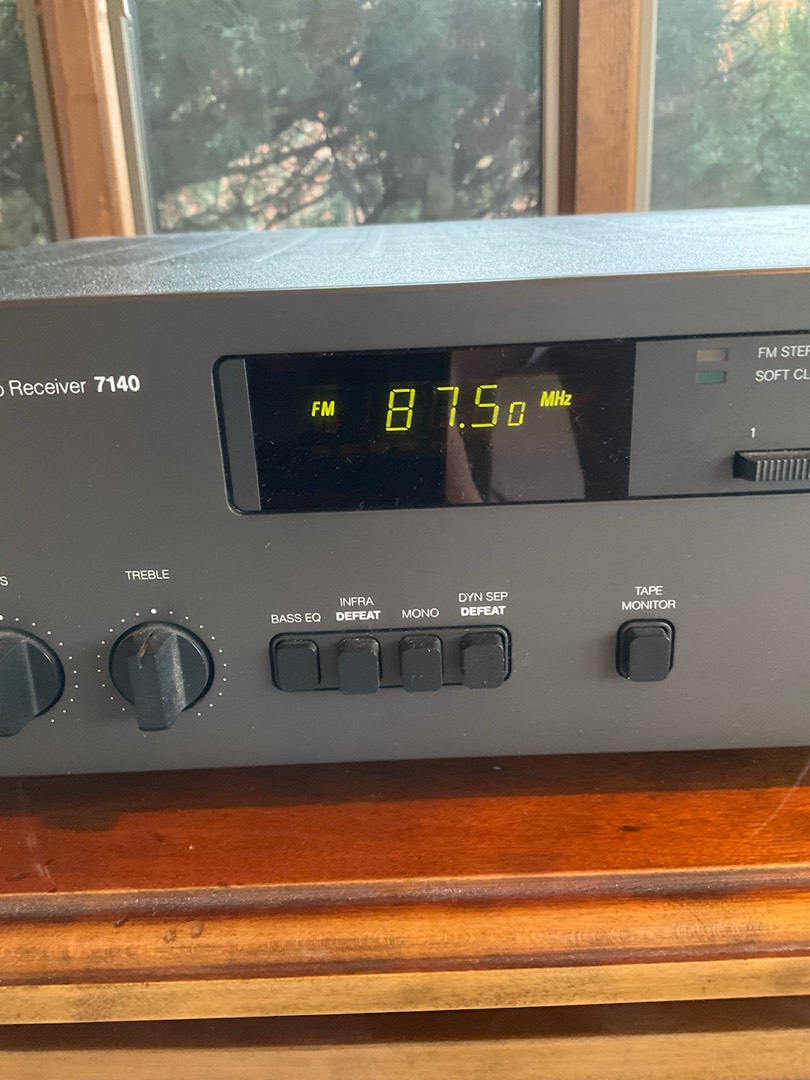 Receiver 7140
FM 87.50 MHz
FM STER
SOFT CL
1
S
TREBLE
BASS EQ
INFRA
DEFEAT
MONO
DYN SEP
DEFEAT
TAPE
MONITOR